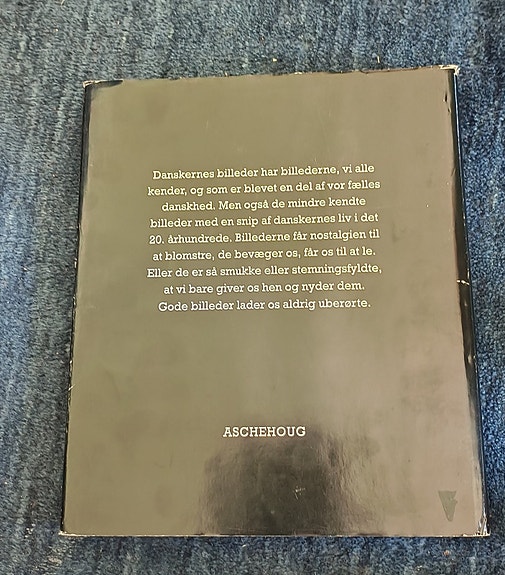 Danskernes billeder har billederne, vi alle
kender, og som er blevet en del af vor fælles
danskhed. Men også de mindre kendte
billeder med en snip af danskernes liv i det
20. århundrede. Billederne får nostalgien til
at blomstre, de bevæger os, får os til at le.
Eller de er så smukke eller stemningsfyldte,
at vi bare giver os hen og nyder dem.
Gode billeder lader os aldrig uberørte.
ASCHEHOUG